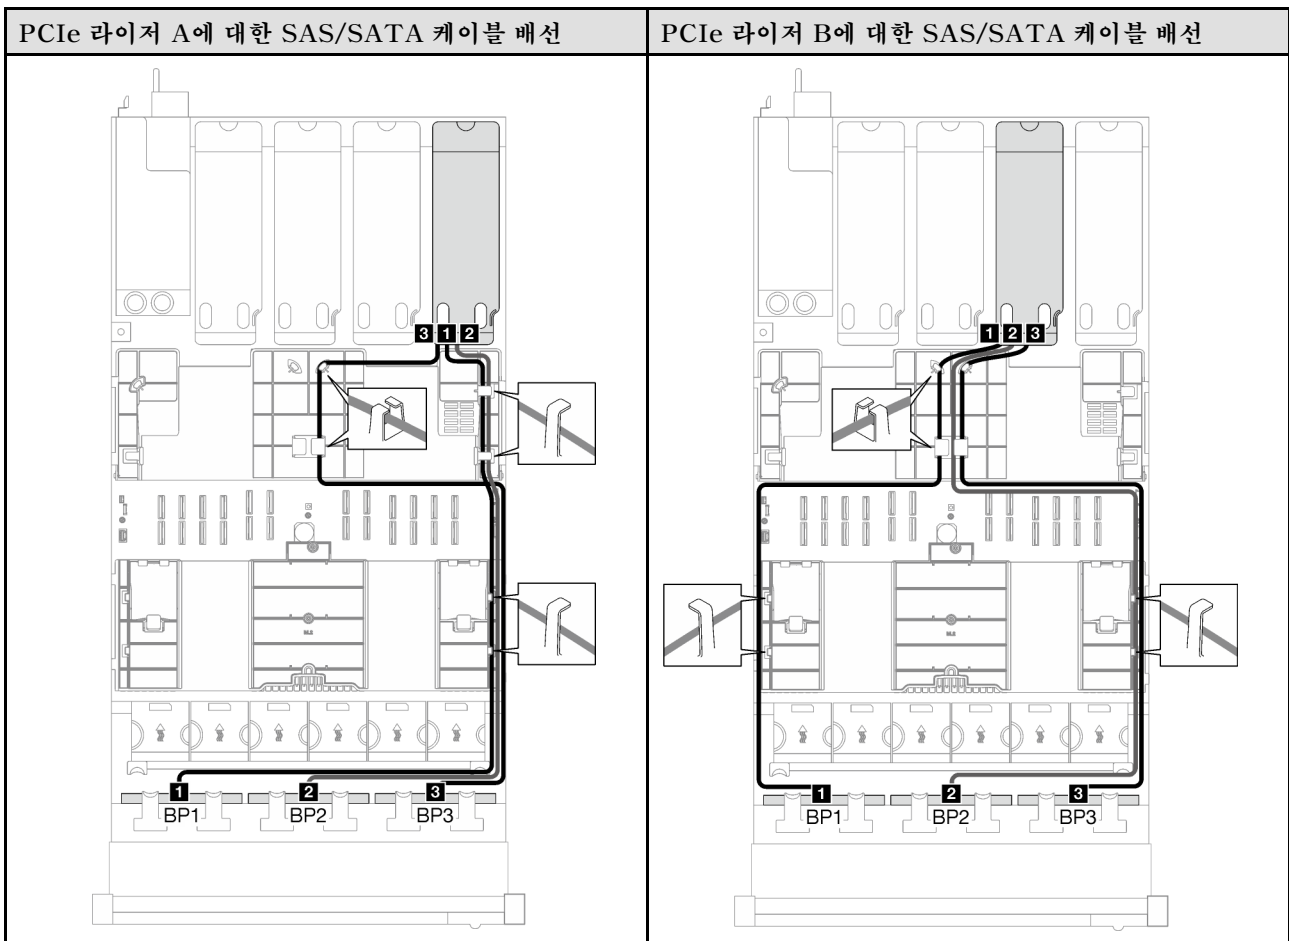 PCIe 라이저 A에 대한 SAS/SATA 케이블 배선
PCIe 라이저 B에 대한 SAS/SATA 케이블 배선
3 1 2
1 2 3
M.2
M.2
1 2 3
BP1 BP2 BP3
1 2 3
BP1 BP2 BP3